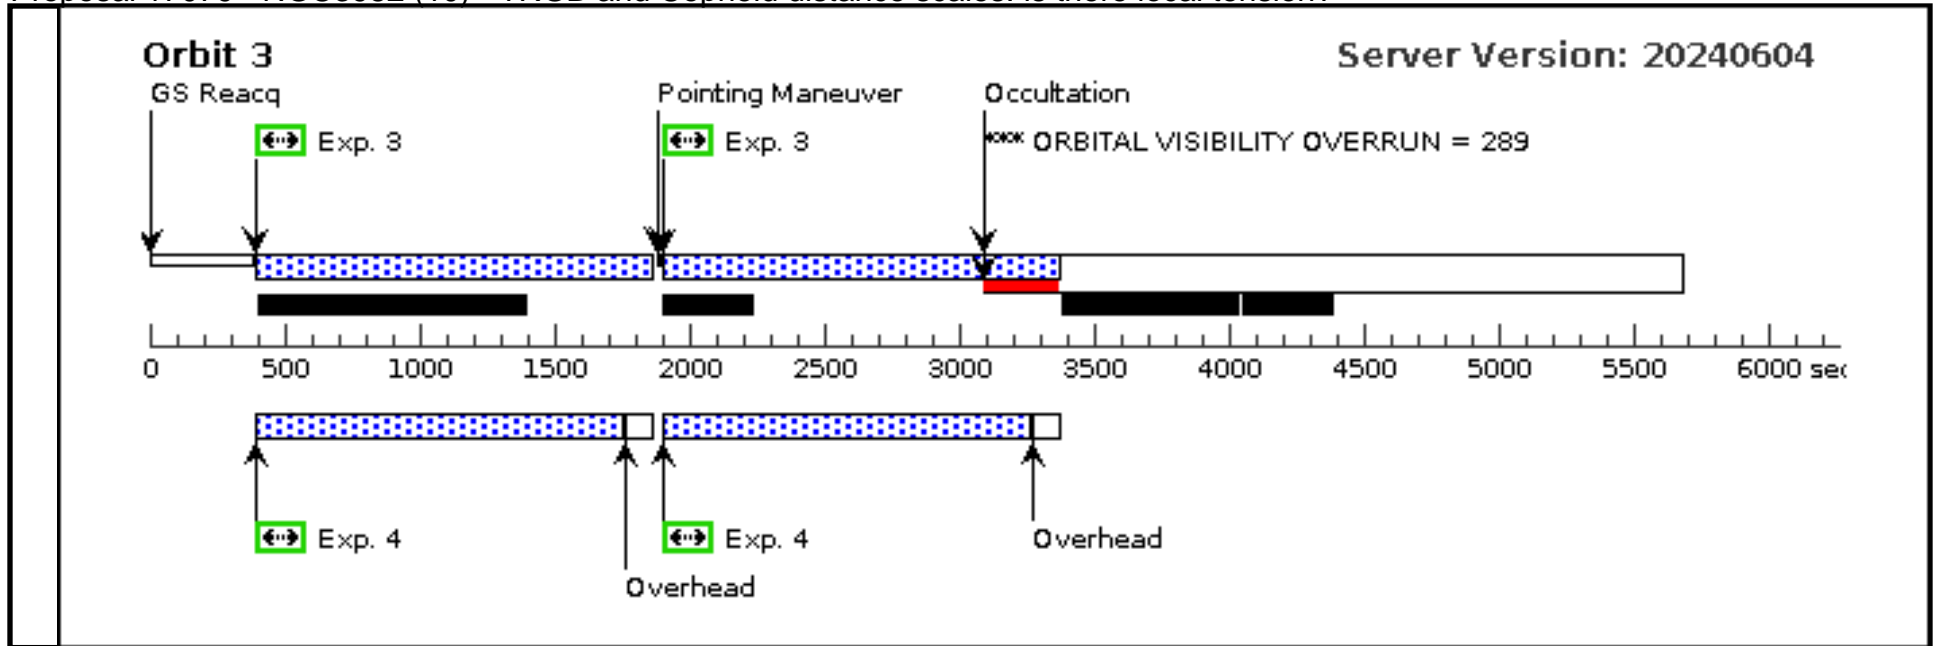 Orbit 3
Server Version: 20240604
GS Reacq
Pointing Maneuver
Occultation
Exp. 3
Exp. 3
**** ORBITAL VISIBILITY OVERRUN = 289
0 500 1000 1500 2000 2500 3000 3500 4000 4500 5000 5500 6000 sec
Exp. 4
Exp. 4
Overhead
Overhead